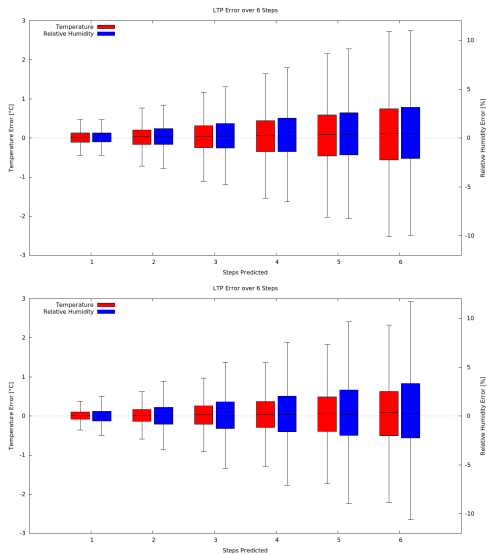 LTP Error over 6 Steps
3
2
1
0
-1
-2
-3
10
5
0
-5
-10
Temperature
Relative Humidity
Temperature Error [°C]
Relative Humidity Error [%]
1 2 3 4 5 6
Steps Predicted
LTP Error over 6 Steps
3
2
1
0
-1
-2
-3
10
5
0
-5
-10
Temperature
Relative Humidity
Temperature Error [°C]
Relative Humidity Error [%]
1 2 3 4 5 6
Steps Predicted